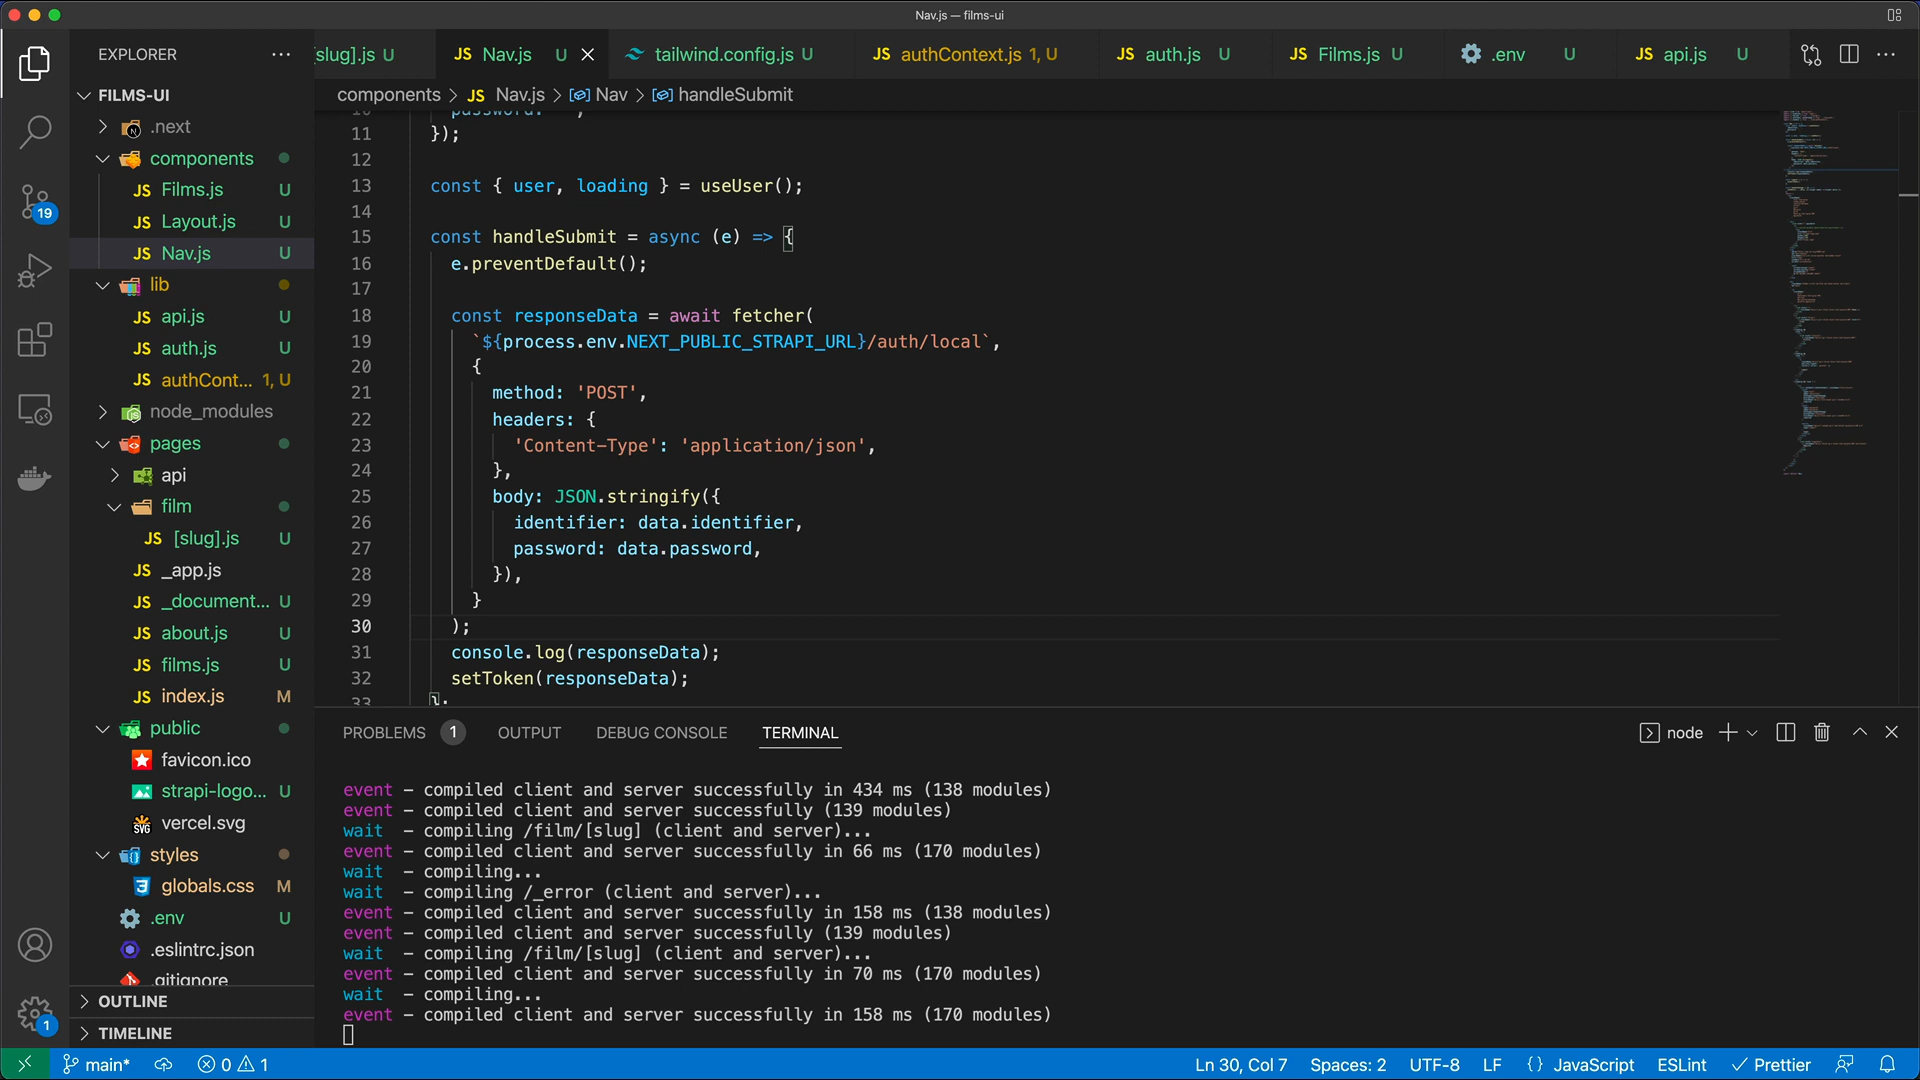 Nav.js — films-ui
EXPLORER
[slug].js U
JS Nav.js U
tailwind.config.js U
JS authContext.js 1, U
JS auth.js U
JS Films.js U
.env U
JS api.js U
components > JS Nav.js > Nav > handleSubmit
FILMS-UI
.next
components
JS Films.js U
JS Layout.js U
JS Nav.js U
lib
JS api.js U
JS auth.js U
JS authCont... 1, U
node_modules
pages
api
film
JS [slug].js U
JS _app.js
JS _document... U
JS about.js U
JS films.js U
JS index.js M
public
favicon.ico
strapi-logo... U
SVG vercel.svg
styles
globals.css M
.env U
.eslintrc.json
.gitignore
OUTLINE
TIMELINE
19
1
11 });
12
13 const { user, loading } = useUser();
14
15 const handleSubmit = async (e) => {
16 e.preventDefault();
17
18 const responseData = await fetcher(
19 `${process.env.NEXT_PUBLIC_STRAPI_URL}/auth/local`,
20 {
21 method: 'POST',
22 headers: {
23 'Content-Type': 'application/json',
24 },
25 body: JSON.stringify({
26 identifier: data.identifier,
27 password: data.password,
28 }),
29 }
30 );
31 console.log(responseData);
32 setToken(responseData);
33 };
PROBLEMS 1 OUTPUT DEBUG CONSOLE TERMINAL
node
event – compiled client and server successfully in 434 ms (138 modules)
event – compiled client and server successfully (139 modules)
wait – compiling /film/[slug] (client and server)...
event – compiled client and server successfully in 66 ms (170 modules)
wait – compiling...
wait – compiling /_error (client and server)...
event – compiled client and server successfully in 158 ms (138 modules)
event – compiled client and server successfully (139 modules)
wait – compiling /film/[slug] (client and server)...
event – compiled client and server successfully in 70 ms (170 modules)
wait – compiling...
event – compiled client and server successfully in 158 ms (170 modules)
main* 0 1
Ln 30, Col 7 Spaces: 2 UTF-8 LF {} JavaScript ESLint Prettier